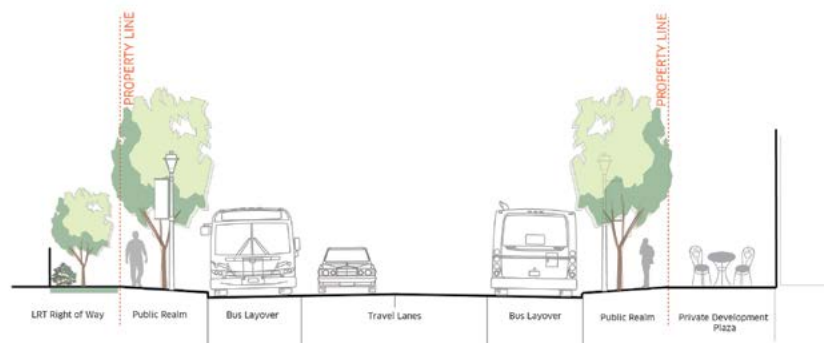 PROPERTY LINE
PROPERTY LINE
LRT Right of Way
Public Realm
Bus Layover
Travel Lanes
Bus Layover
Public Realm
Private Development
Plaza